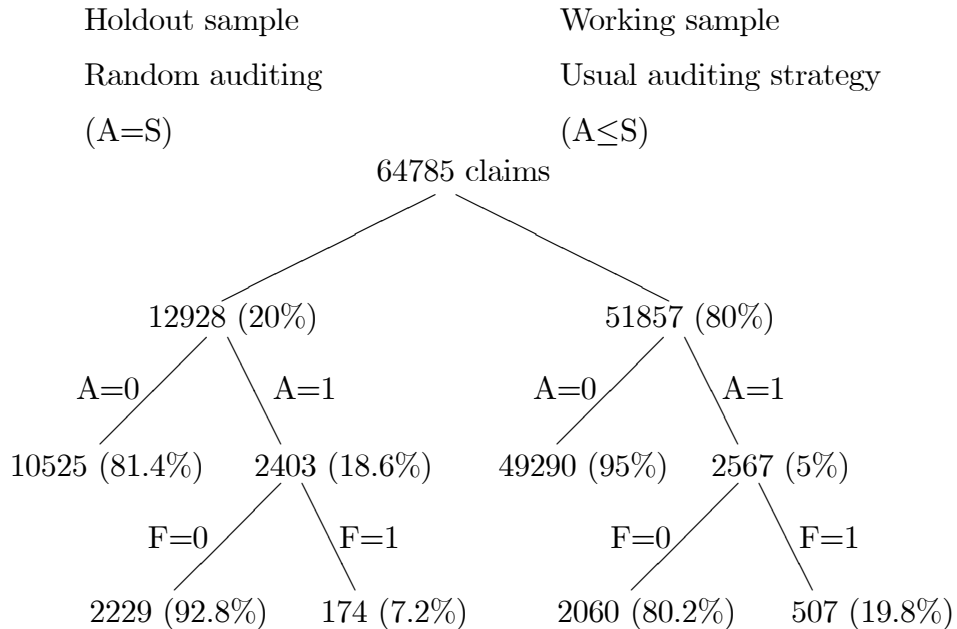 Holdout sample Working sample
Random auditing Usual auditing strategy
(A=S) (A≤S)
64785 claims
12928 (20%) 51857 (80%)
A=0 A=1 A=0 A=1
10525 (81.4%) 2403 (18.6%) 49290 (95%) 2567 (5%)
F=0 F=1 F=0 F=1
2229 (92.8%) 174 (7.2%) 2060 (80.2%) 507 (19.8%)